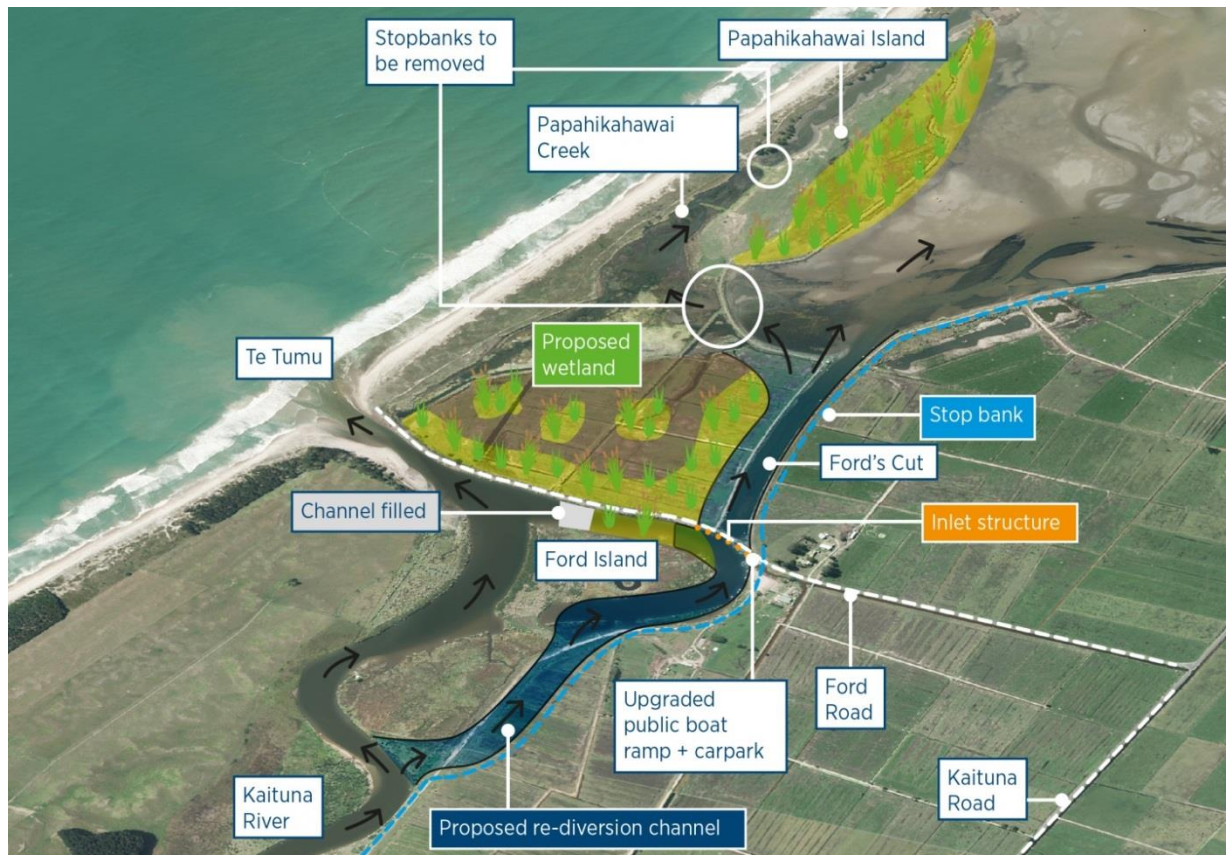 Stopbanks to
be removed
Papahikahawai Island
Papahikahawai
Creek
Te Tumu
Proposed
wetland
Stop bank
Ford's Cut
Channel filled
Inlet structure
Ford Island
Upgraded
public boat
ramp + carpark
Ford
Road
Kaituna
River
Kaituna
Road
Proposed re-diversion channel